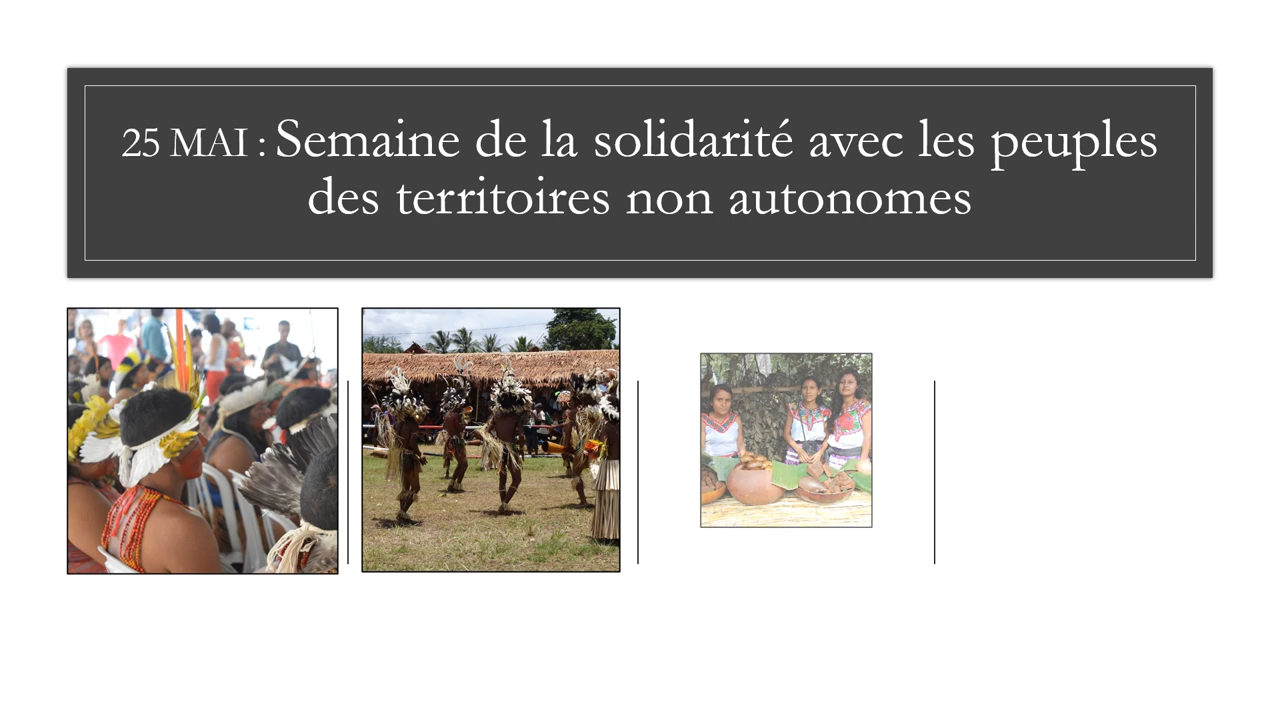 25 MAI : Semaine de la solidarité avec les peuples
des territoires non autonomes